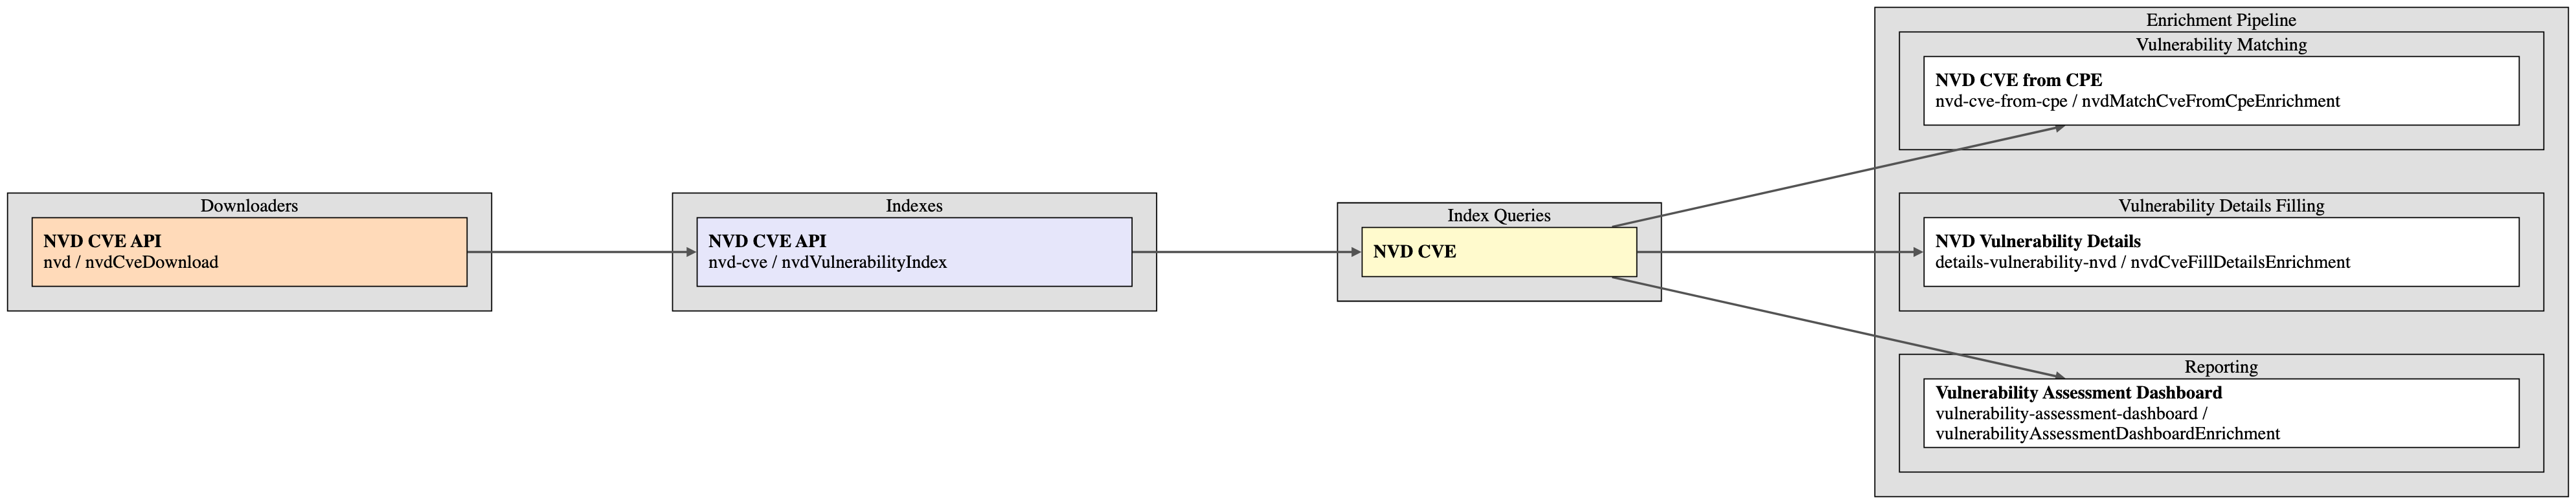 Downloaders
NVD CVE API
nvd / nvdCveDownload
Indexes
NVD CVE API
nvd-cve / nvdVulnerabilityIndex
Index Queries
NVD CVE
Enrichment Pipeline
Vulnerability Matching
NVD CVE from CPE
nvd-cve-from-cpe / nvdMatchCveFromCpeEnrichment
Vulnerability Details Filling
NVD Vulnerability Details
details-vulnerability-nvd / nvdCveFillDetailsEnrichment
Reporting
Vulnerability Assessment Dashboard
vulnerability-assessment-dashboard /
vulnerabilityAssessmentDashboardEnrichment